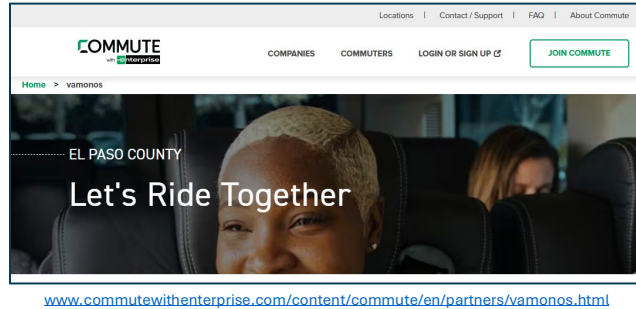 Locations | Contact / Support | FAQ | About Commute
COMMUTE
with enterprise
COMPANIES COMMUTERS LOGIN OR SIGN UP JOIN COMMUTE
Home > vamonos
EL PASO COUNTY
Let's Ride Together
www.commutewithenterprise.com/content/commute/en/partners/vamonos.html